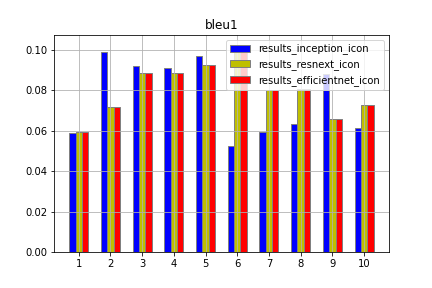 bleu1
results_inception_icon
results_resnext_icon
results_efficientnet_icon
0.10
0.08
0.06
0.04
0.02
0.00
1 2 3 4 5 6 7 8 9 10